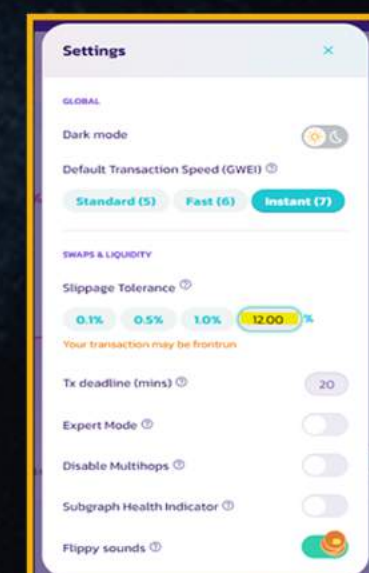 Settings
×
GLOBAL
Dark mode
Default Transaction Speed (GWEI) ?
Standard (5) Fast (6) Instant (7)
SWAPS & LIQUIDITY
Slippage Tolerance ?
0.1% 0.5% 1.0% 12.00 %
Your transaction may be frontrun
Tx deadline (mins) ? 20
Expert Mode ?
Disable Multihops ?
Subgraph Health Indicator ?
Flippy sounds ?